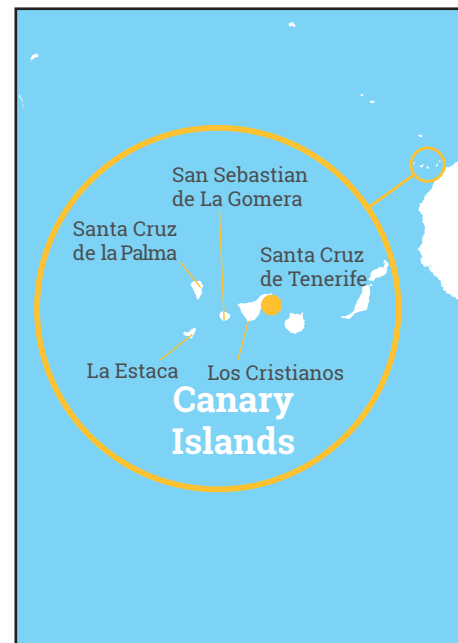 San Sebastian
de La Gomera
Santa Cruz
de la Palma
Santa Cruz
de Tenerife
La Estaca
Los Cristianos
Canary
Islands